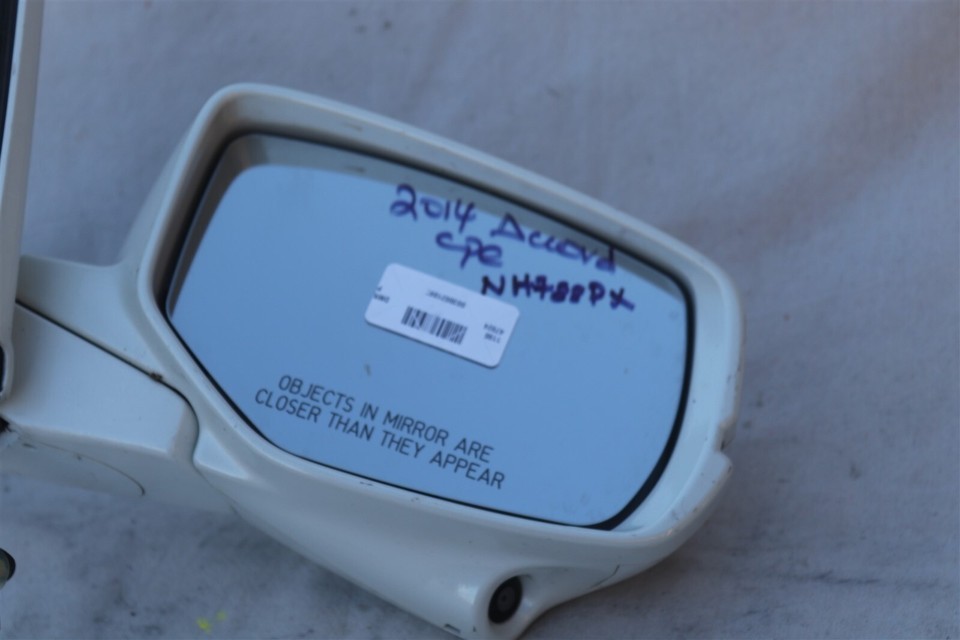 2014 Accord
cpe
NH788PX
OBJECTS IN MIRROR ARE
CLOSER THAN THEY APPEAR